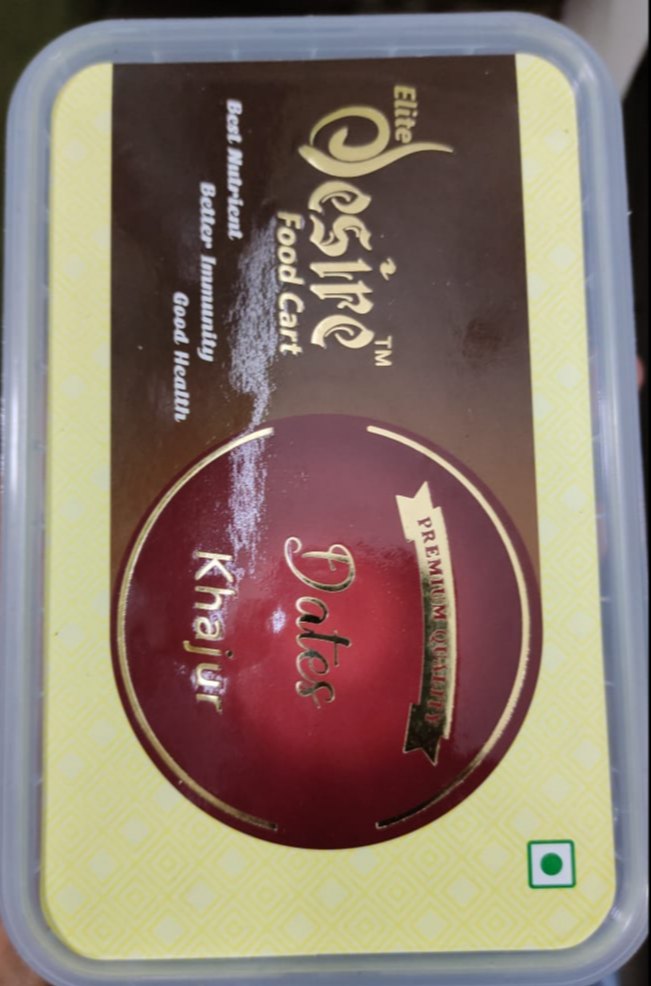 Elite
Desire™
Food Cart
Best Nutrient
Better Immunity
Good Health
PREMIUM QUALITY
Dates
Khajur